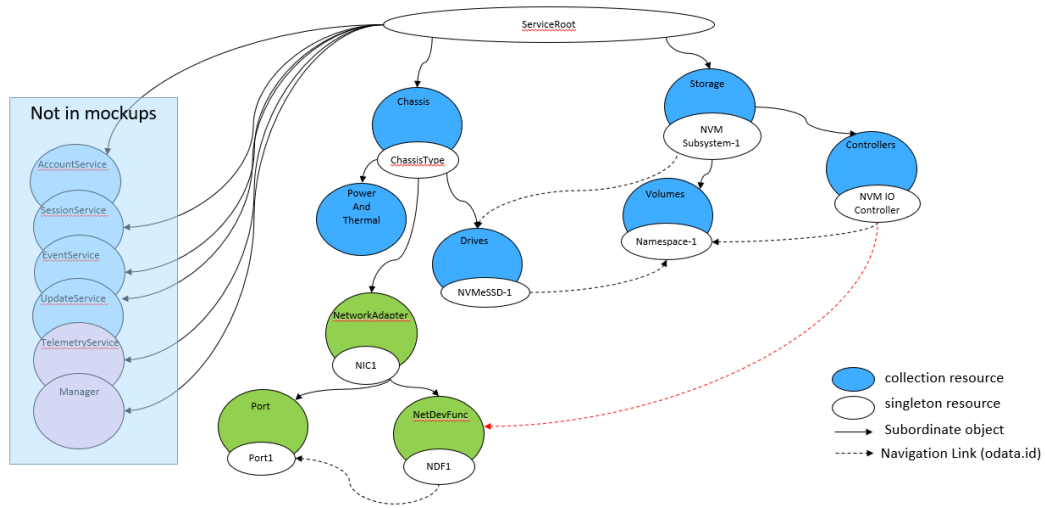 ServiceRoot
Not in mockups
AccountService
SessionService
EventService
UpdateService
TelemetryService
Manager
Chassis
ChassisType
Power
And
Thermal
Drives
NVMeSSD-1
Storage
NVM
Subsystem-1
Volumes
Namespace-1
Controllers
NVM IO
Controller
NetworkAdapter
NIC1
Port
Port1
NetDevFunc
NDF1
collection resource
singleton resource
Subordinate object
Navigation Link (odata.id)